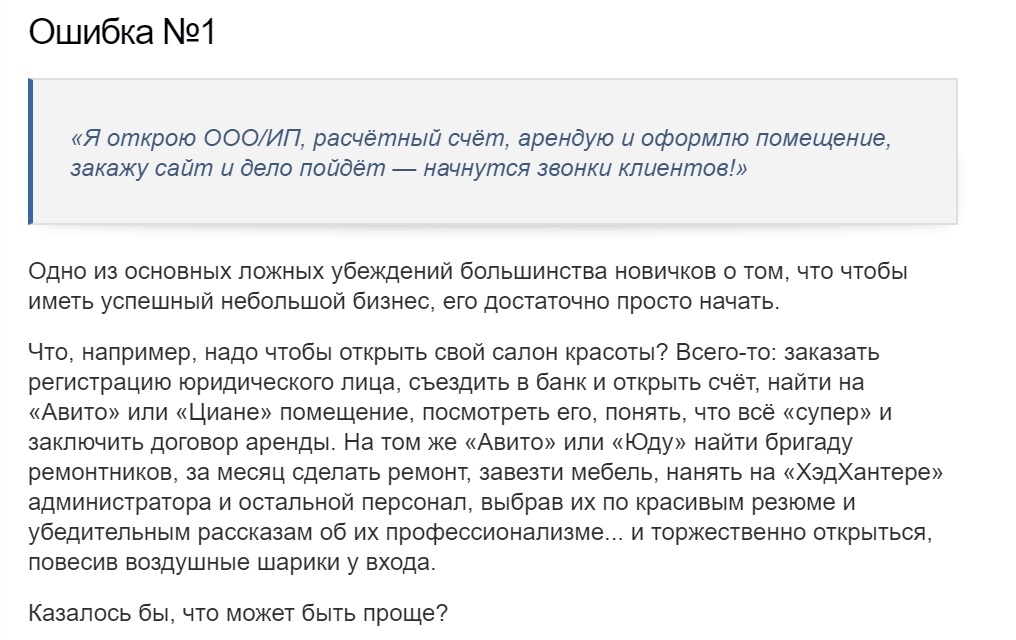 Ошибка №1
«Я открою ООО/ИП, расчётный счёт, арендую и оформлю помещение,
закажу сайт и дело пойдёт — начнутся звонки клиентов!»
Одно из основных ложных убеждений большинства новичков о том, что чтобы
иметь успешный небольшой бизнес, его достаточно просто начать.
Что, например, надо чтобы открыть свой салон красоты? Всего-то: заказать
регистрацию юридического лица, съездить в банк и открыть счёт, найти на
«Авито» или «Циане» помещение, посмотреть его, понять, что всё «супер» и
заключить договор аренды. На том же «Авито» или «Юду» найти бригаду
ремонтников, за месяц сделать ремонт, завезти мебель, нанять на «ХэдХантере»
администратора и остальной персонал, выбрав их по красивым резюме и
убедительным рассказам об их профессионализме... и торжественно открыться,
повесив воздушные шарики у входа.
Казалось бы, что может быть проще?